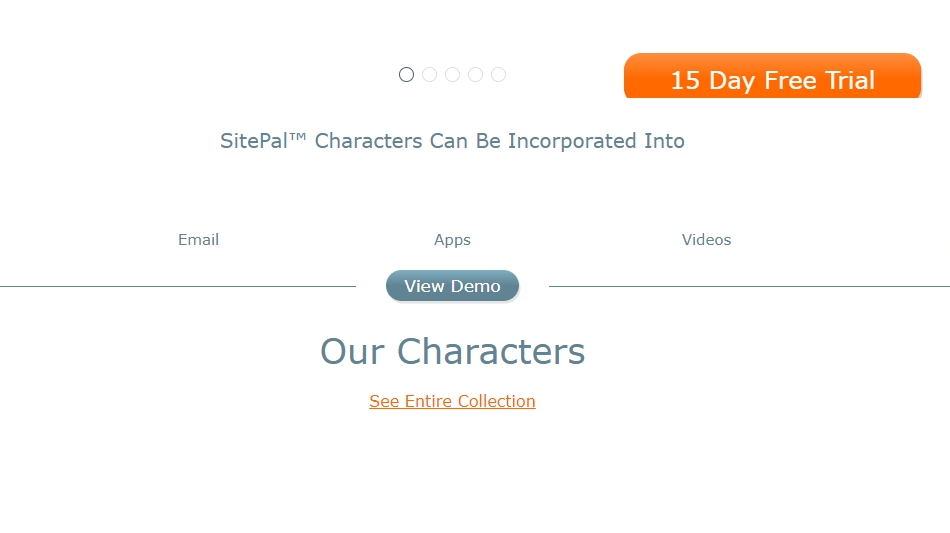 15 Day Free Trial
SitePal™ Characters Can Be Incorporated Into
Email
Apps
Videos
View Demo
Our Characters
See Entire Collection